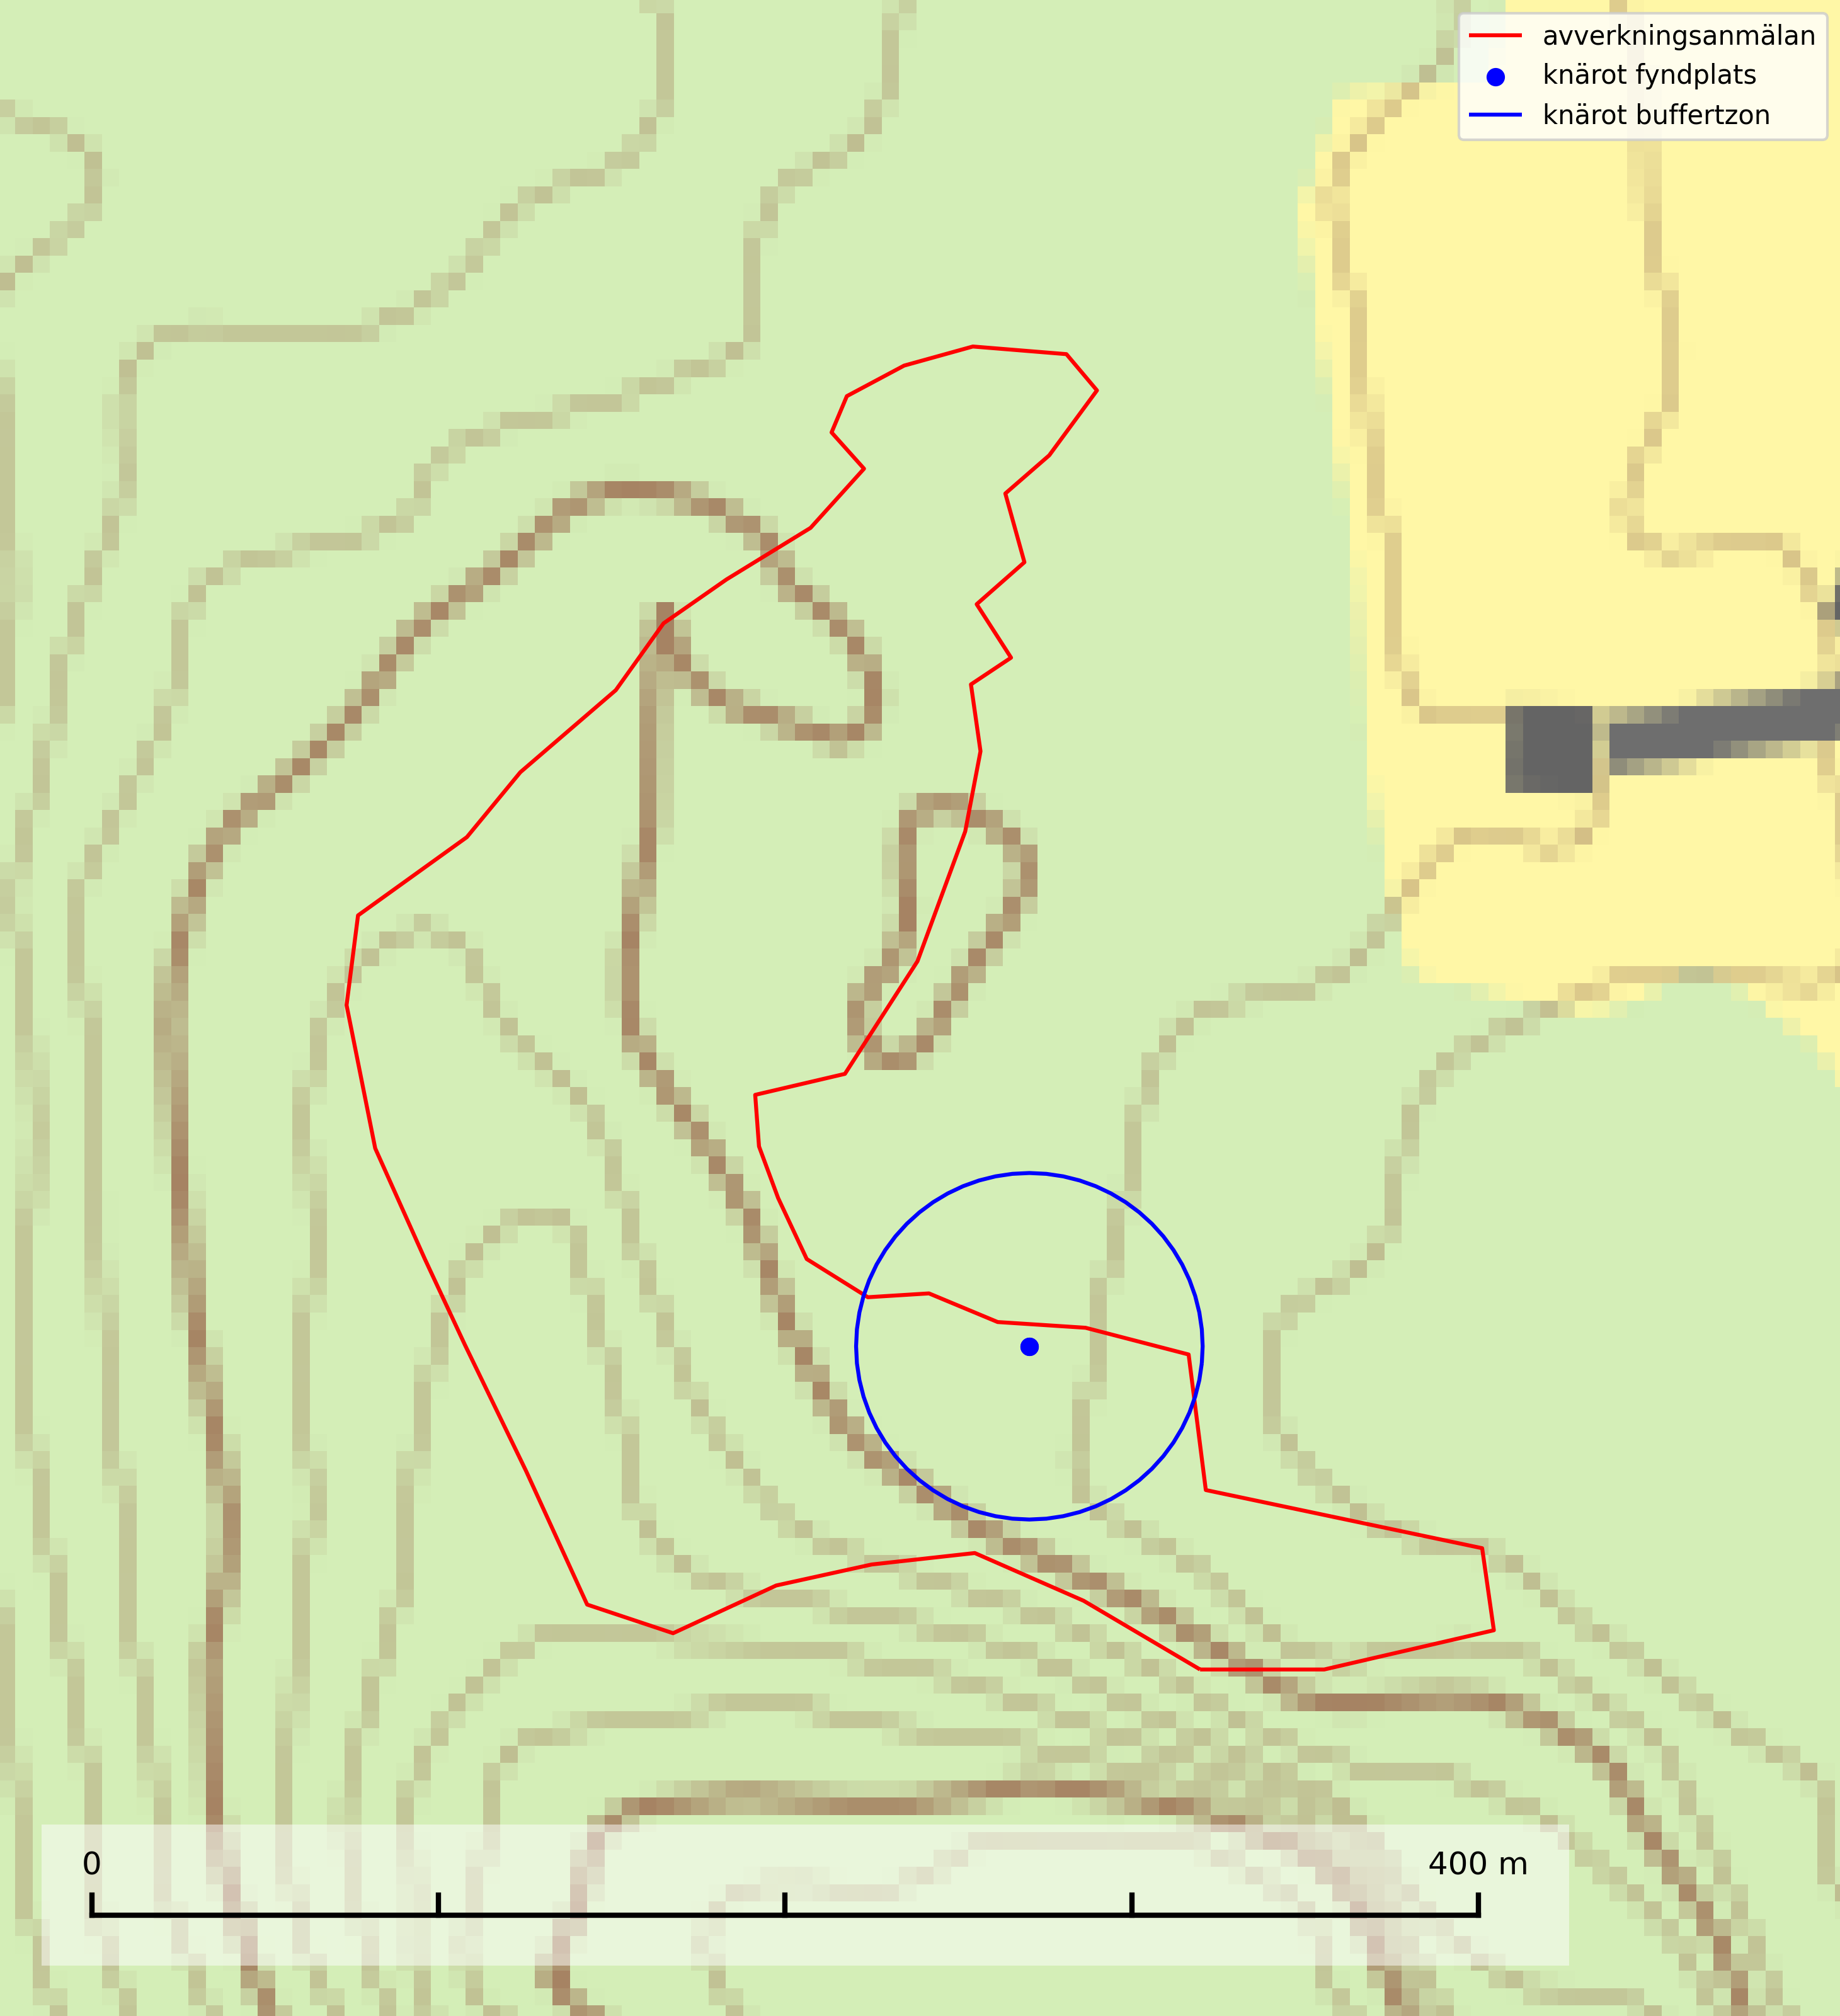 avverkningsanmälan
knärot fyndplats
knärot buffertzon
0
400 m